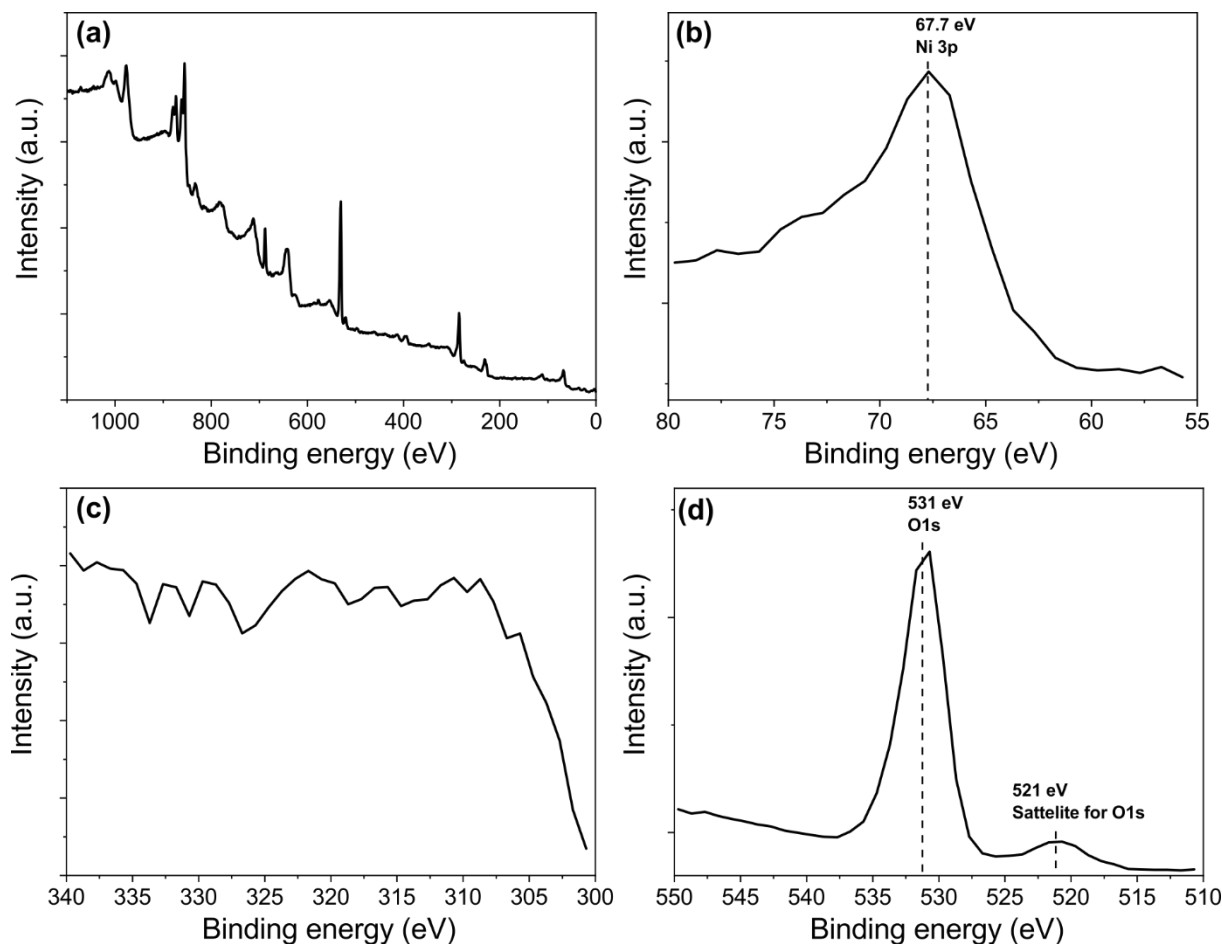 (a)
Intensity (a.u.)
1000 800 600 400 200 0
Binding energy (eV)
(b)
67.7 eV
Ni 3p
Intensity (a.u.)
80 75 70 65 60 55
Binding energy (eV)
(c)
Intensity (a.u.)
340 335 330 325 320 315 310 305 300
Binding energy (eV)
(d)
531 eV
O1s
521 eV
Sattelite for O1s
Intensity (a.u.)
550 545 540 535 530 525 520 515 510
Binding energy (eV)